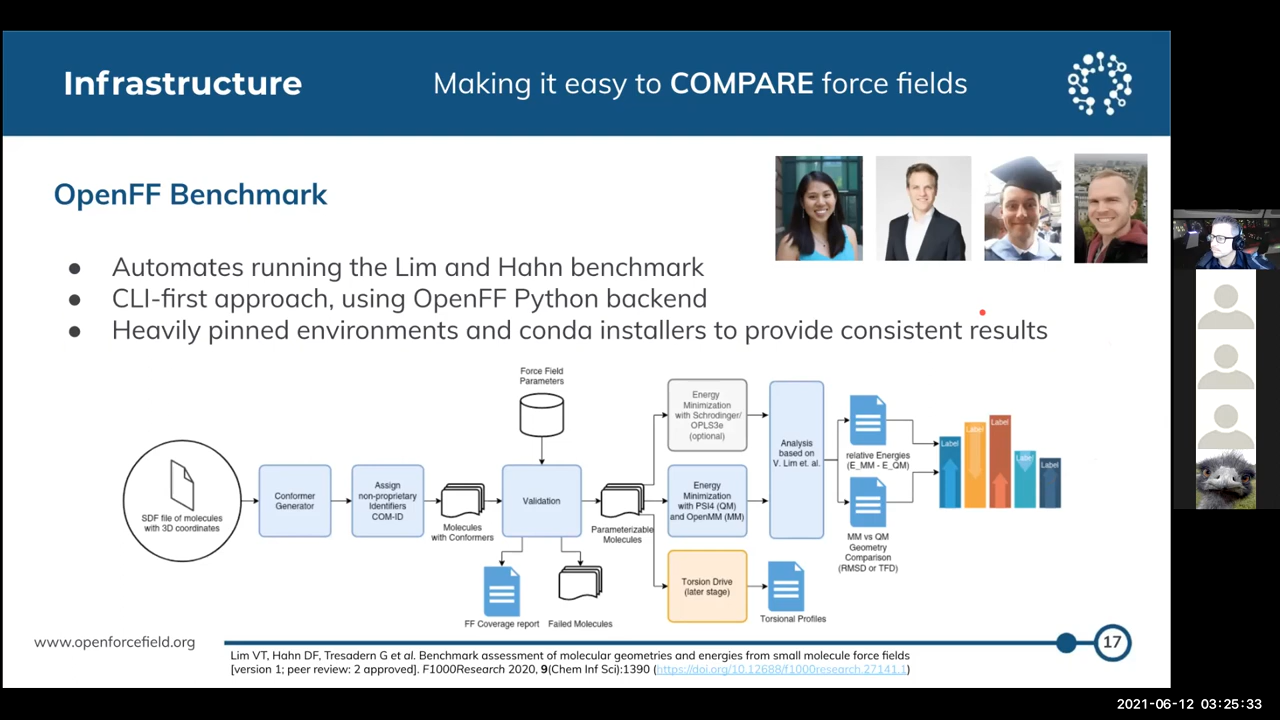 Infrastructure
Making it easy to COMPARE force fields
OpenFF Benchmark
● Automates running the Lim and Hahn benchmark
● CLI-first approach, using OpenFF Python backend
● Heavily pinned environments and conda installers to provide consistent results
SDF file of molecules
with 3D coordinates
Conformer
Generator
Assign
non-proprietary
Identifiers
COM-ID
Molecules
with Conformers
Force Field
Parameters
Validation
FF Coverage report
Failed Molecules
Parameterizable
Molecules
Energy
Minimization
with Schrodinger/
OPLS3e
(optional)
Energy
Minimization
with PSI4 (QM)
and OpenMM (MM)
Torsion Drive
(later stage)
Torsional Profiles
Analysis
based on
V. Lim et. al.
relative Energies
(E_MM - E_QM)
MM vs QM
Geometry
Comparison
(RMSD or TFD)
Label
Label
Label
Label
Label
www.openforcefield.org
17
Lim VT, Hahn DF, Tresadern G et al. Benchmark assessment of molecular geometries and energies from small molecule force fields
[version 1; peer review: 2 approved]. F1000Research 2020, 9(Chem Inf Sci):1390 (https://doi.org/10.12688/f1000research.27141.1)
2021-06-12 03:25:33